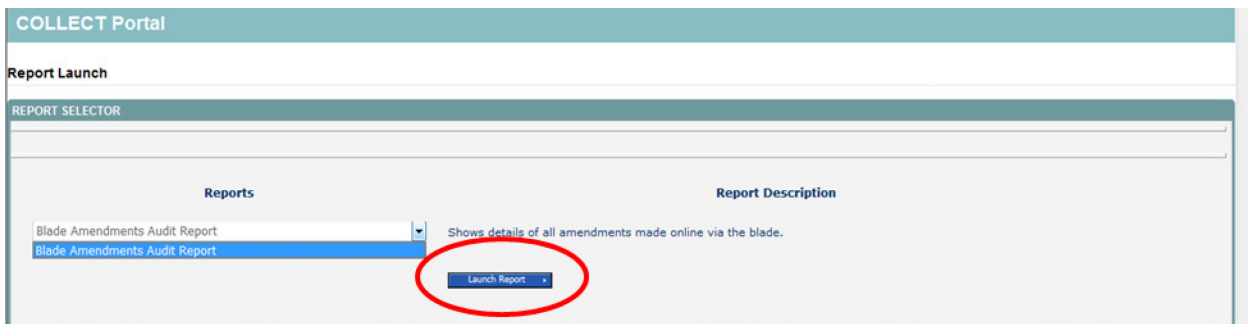 COLLECT Portal
Report Launch
REPORT SELECTOR
Reports
Report Description
Blade Amendments Audit Report
Shows details of all amendments made online via the blade.
Blade Amendments Audit Report
Launch Report